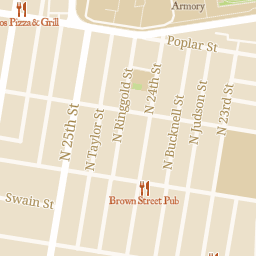 os Pizza & Grill
Armory
Poplar St
N 25th St
N Taylor St
N Ringgold St
N 24th St
N Bucknell St
N Judson St
N 23rd St
Swain St
Brown Street Pub